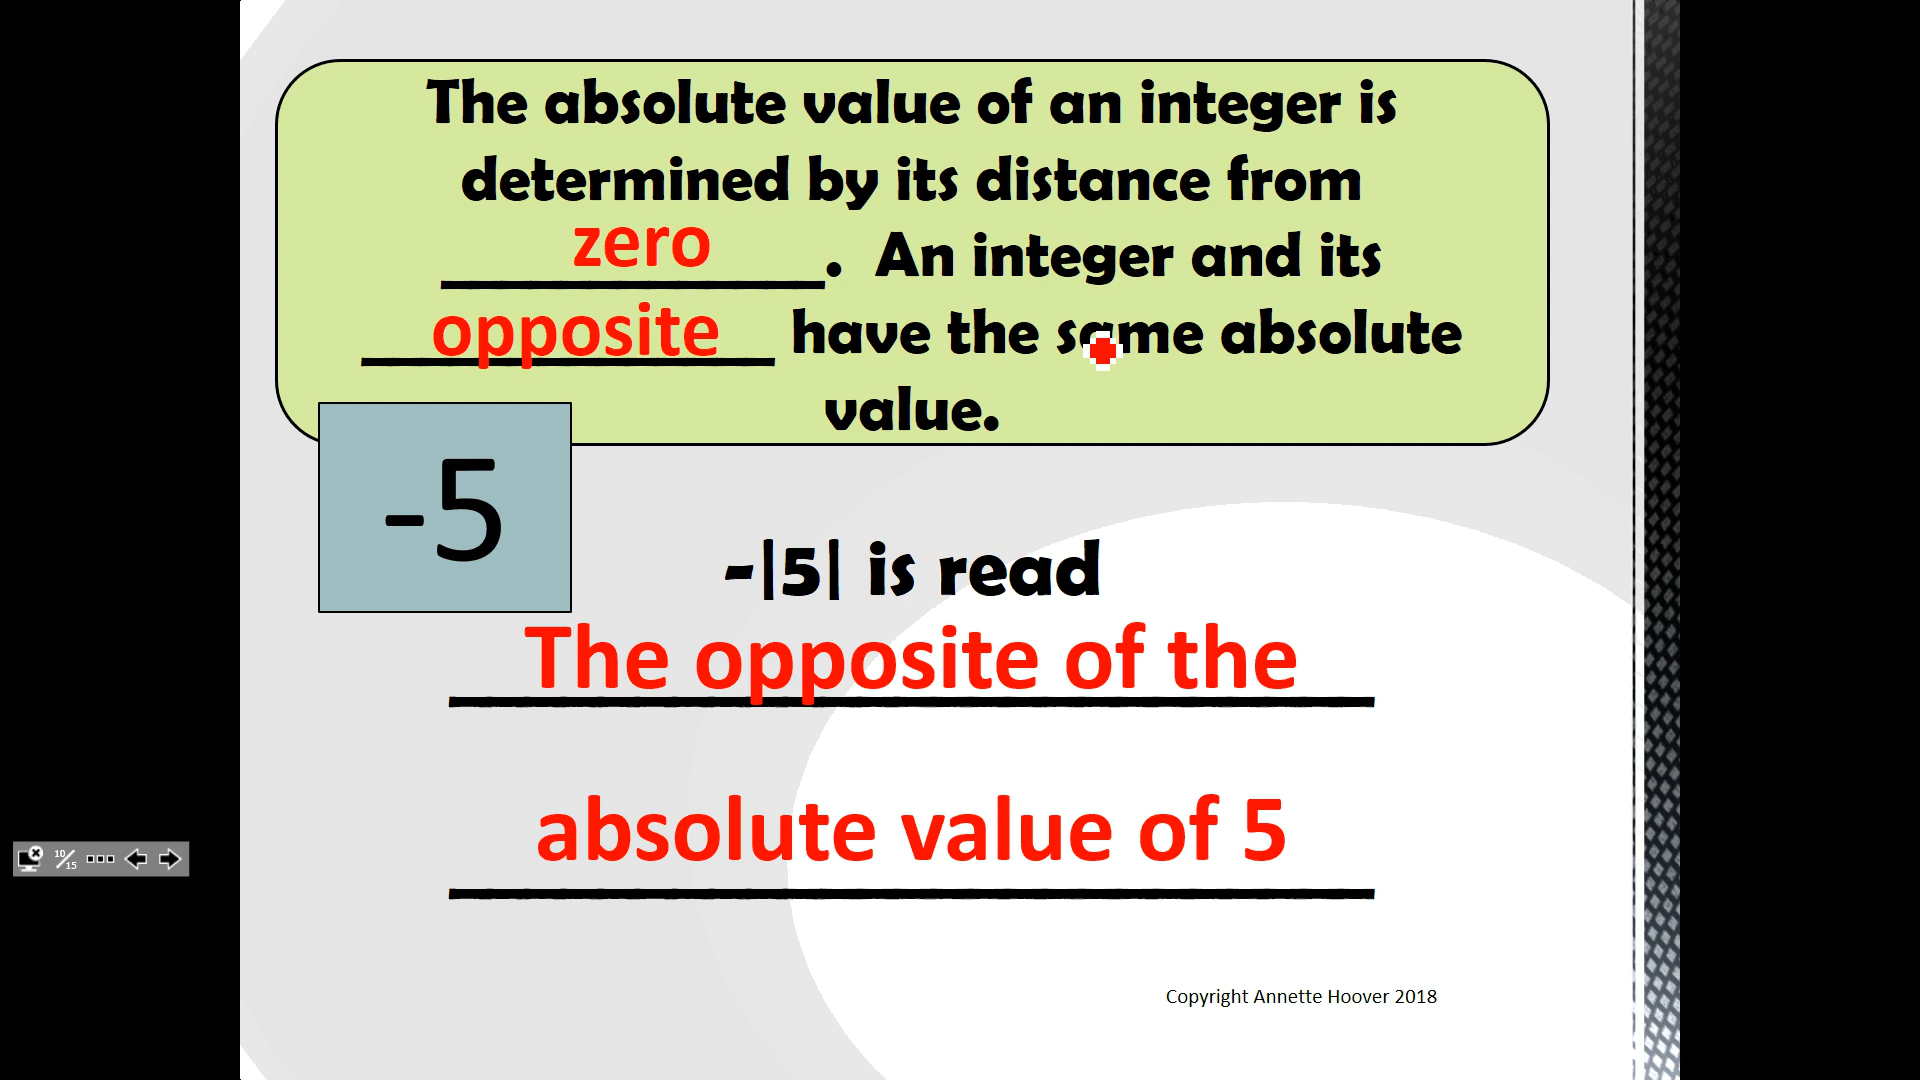 The absolute value of an integer is
determined by its distance from
zero. An integer and its
opposite have the same absolute
value.
-5
-|5| is read
The opposite of the
absolute value of 5
10/15
Copyright Annette Hoover 2018